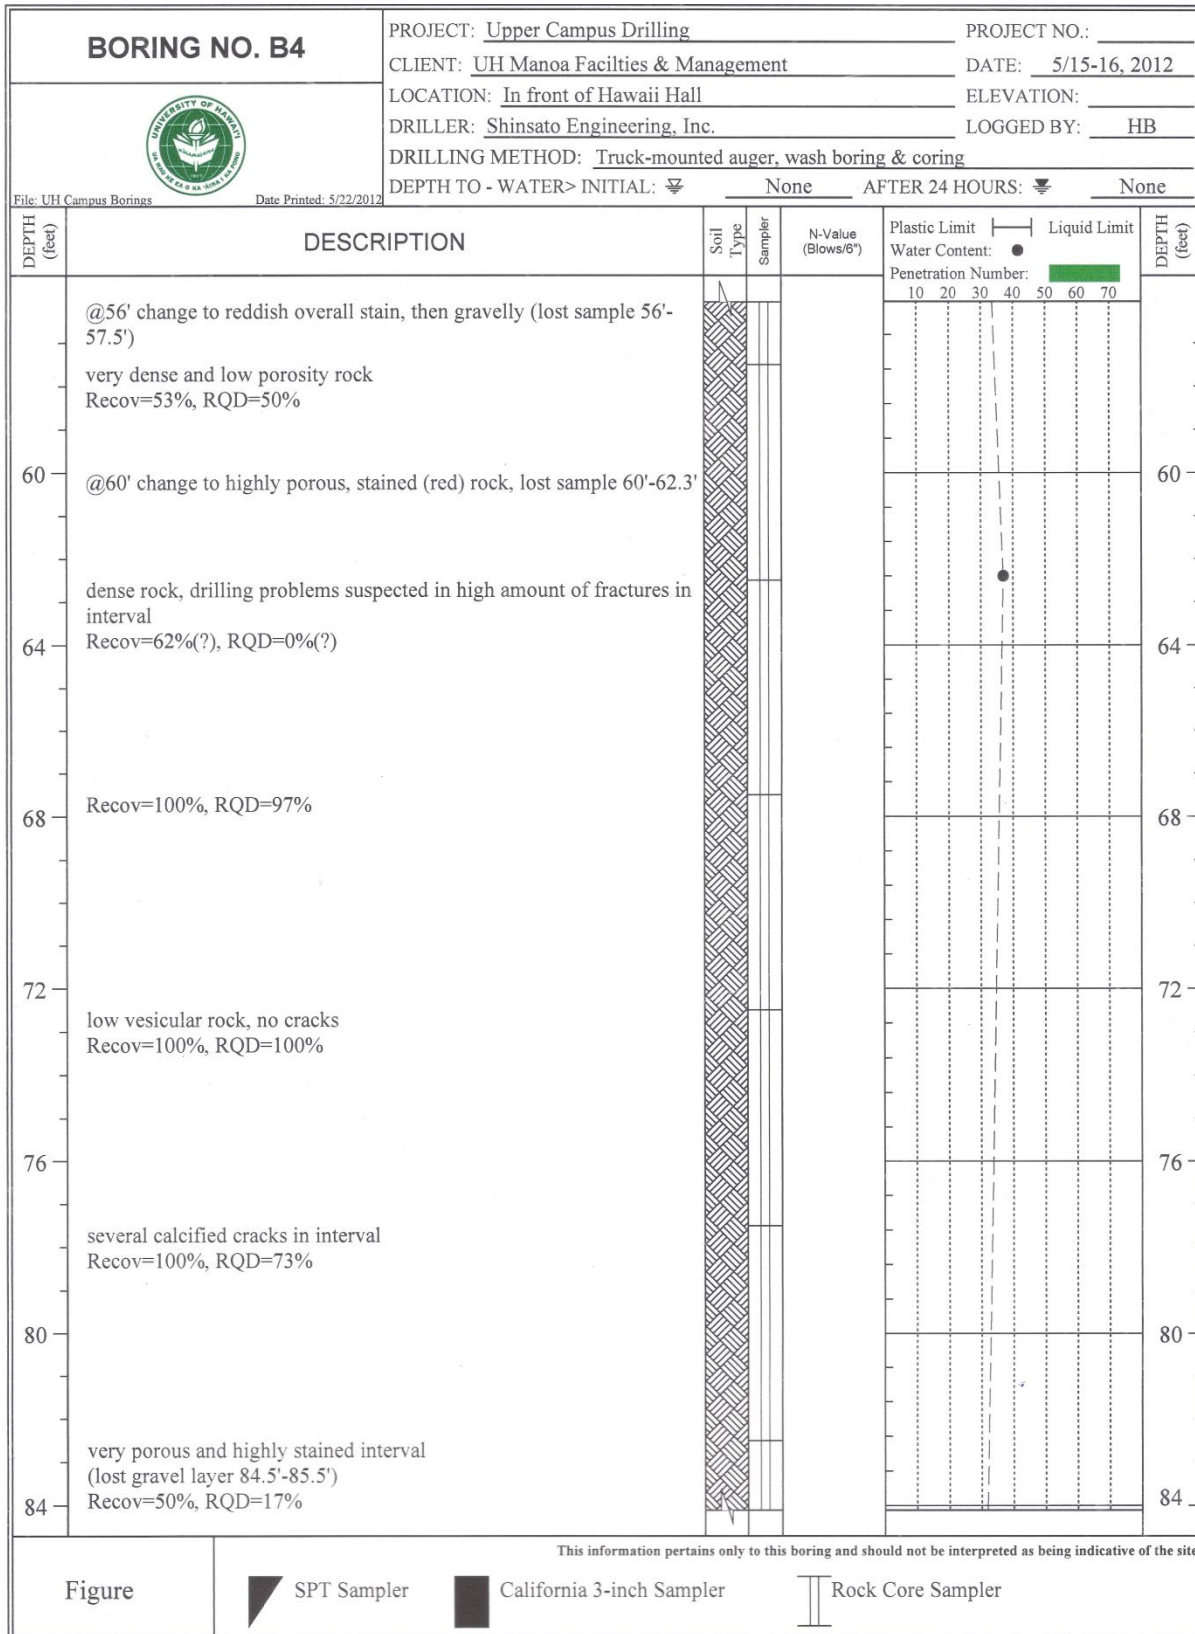 BORING NO. B4
UNIVERSITY OF HAWAI'I
UA MAU KE EA O KA 'AINA I KA PONO
File: UH Campus Borings Date Printed: 5/22/2012
PROJECT: Upper Campus Drilling PROJECT NO.:
CLIENT: UH Manoa Facilties & Management DATE: 5/15-16, 2012
LOCATION: In front of Hawaii Hall ELEVATION:
DRILLER: Shinsato Engineering, Inc. LOGGED BY: HB
DRILLING METHOD: Truck-mounted auger, wash boring & coring
DEPTH TO - WATER> INITIAL: None AFTER 24 HOURS: None
DEPTH
(feet)
DESCRIPTION
Soil
Type
Sampler
N-Value
(Blows/6")
Plastic Limit Liquid Limit
Water Content:
Penetration Number:
10 20 30 40 50 60 70
DEPTH
(feet)
@56' change to reddish overall stain, then gravelly (lost sample 56'-
57.5')
very dense and low porosity rock
Recov=53%, RQD=50%
60 @60' change to highly porous, stained (red) rock, lost sample 60'-62.3' 60
dense rock, drilling problems suspected in high amount of fractures in
interval
64 Recov=62%(?), RQD=0%(?) 64
68 Recov=100%, RQD=97% 68
72 72
low vesicular rock, no cracks
Recov=100%, RQD=100%
76 76
several calcified cracks in interval
Recov=100%, RQD=73%
80 80
very porous and highly stained interval
(lost gravel layer 84.5'-85.5')
84 Recov=50%, RQD=17% 84
This information pertains only to this boring and should not be interpreted as being indicative of the site
Figure SPT Sampler California 3-inch Sampler Rock Core Sampler